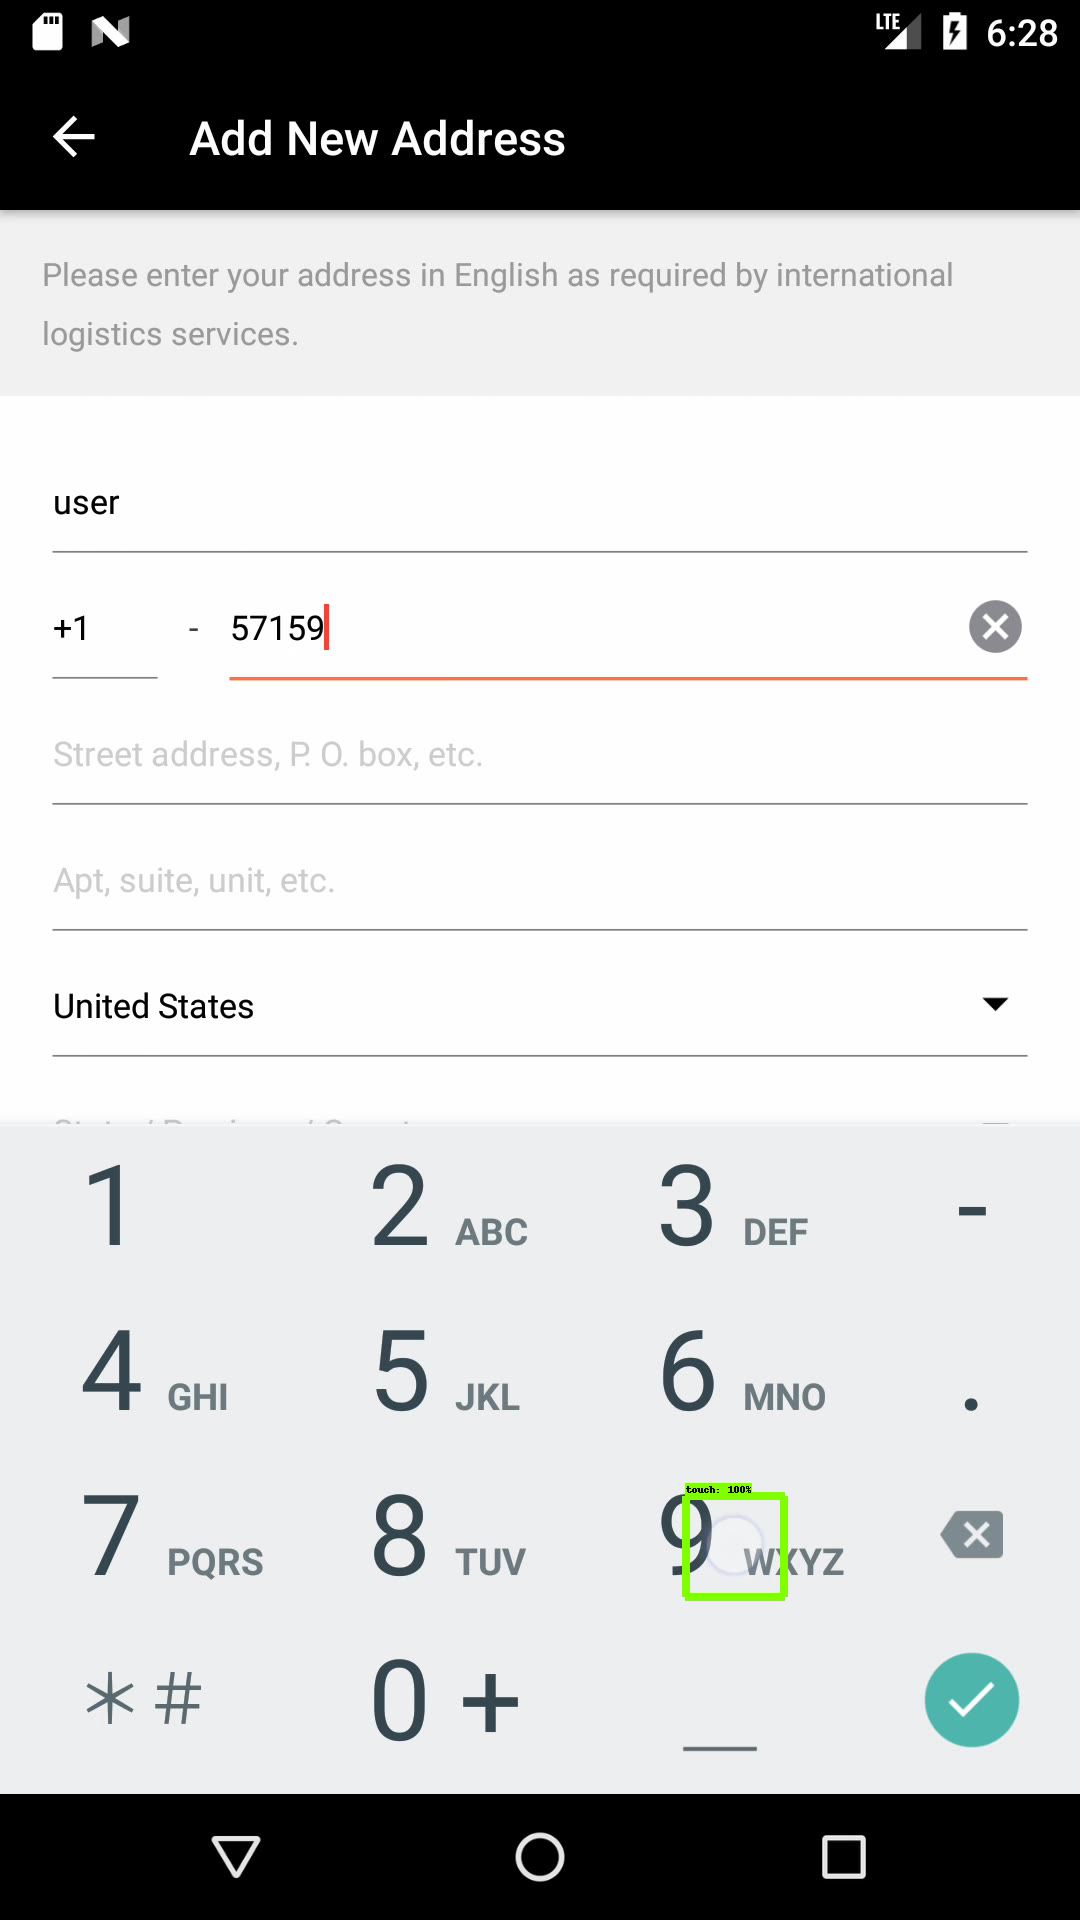 LTE 6:28
Add New Address
Please enter your address in English as required by international
logistics services.
user
+1 - 57159
Street address, P. O. box, etc.
Apt, suite, unit, etc.
United States
1 2 ABC 3 DEF -
4 GHI 5 JKL 6 MNO .
touch: 100%
7 PQRS 8 TUV 9 WXYZ
*# 0 + _